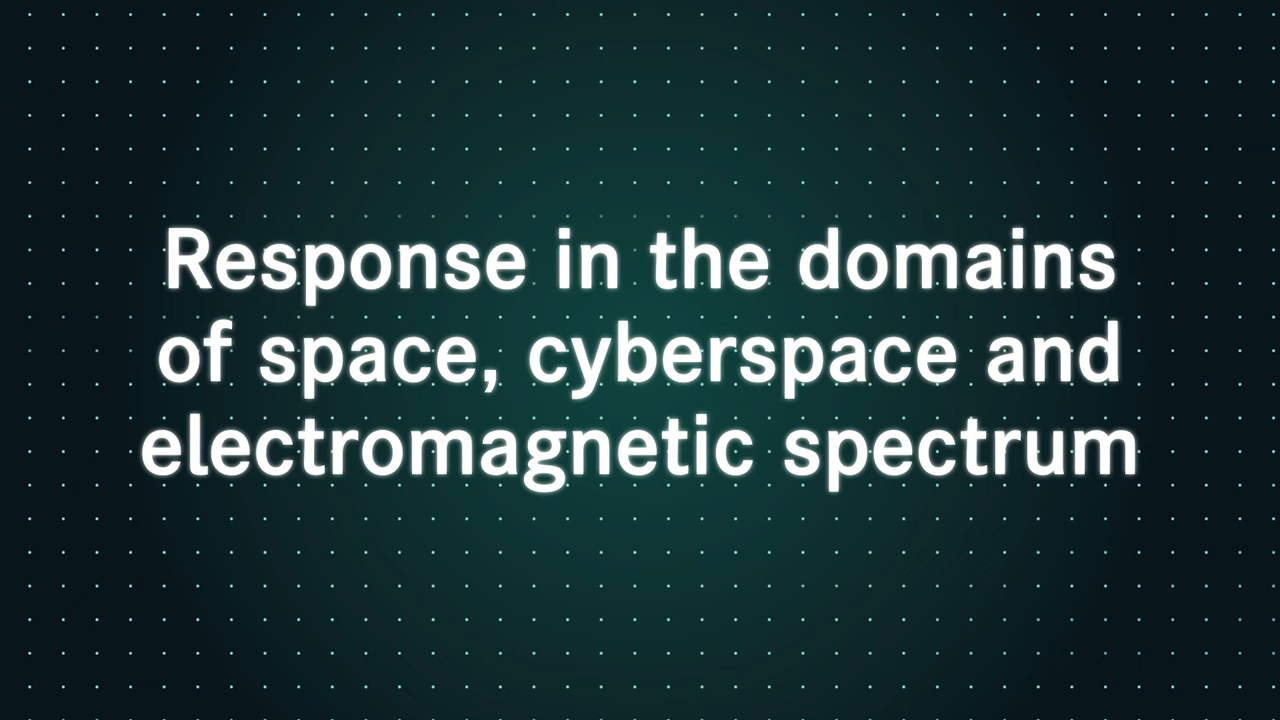 Response in the domains
of space, cyberspace and
electromagnetic spectrum